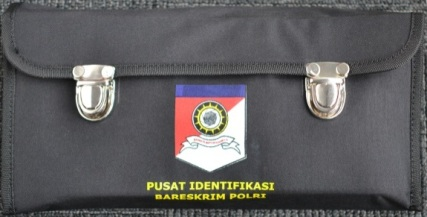 PUSAT IDENTIFIKASI
BARESKRIM POLRI